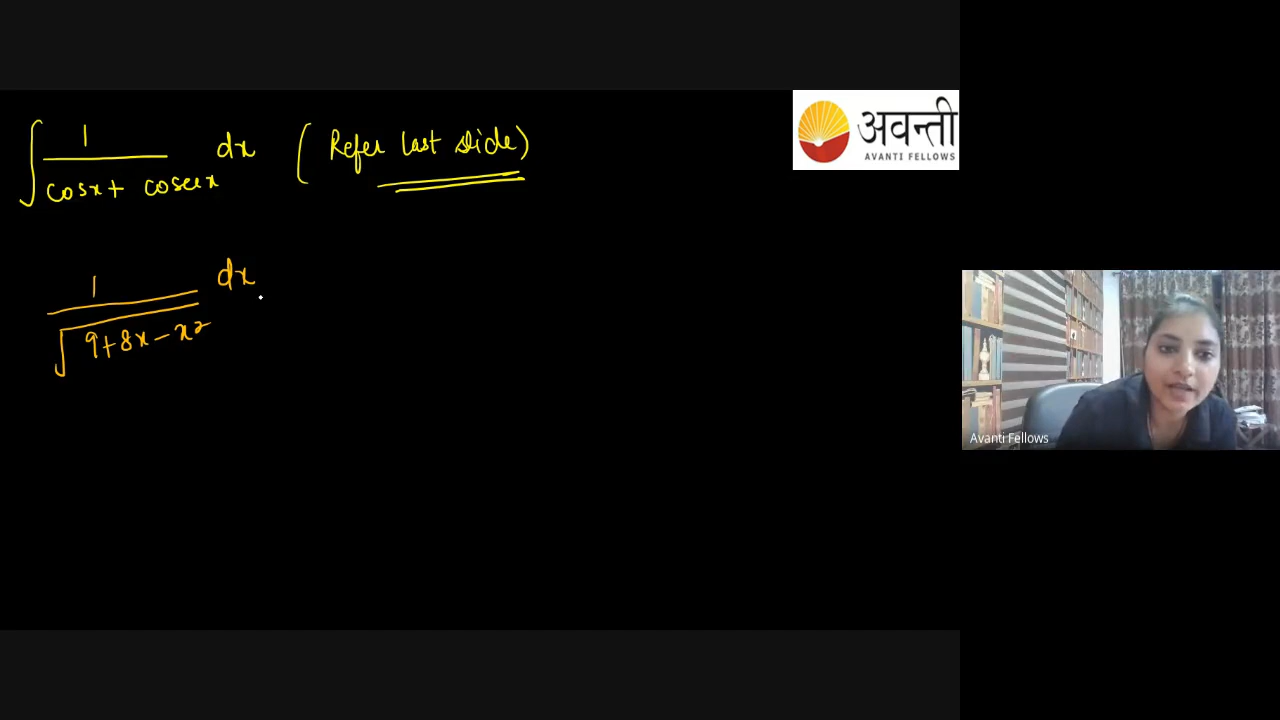 ∫ 1/(cosx + cosecx) dx (Refer last slide)
1/√(9+8x−x²) dx
अवन्ती
AVANTI FELLOWS
Avanti Fellows